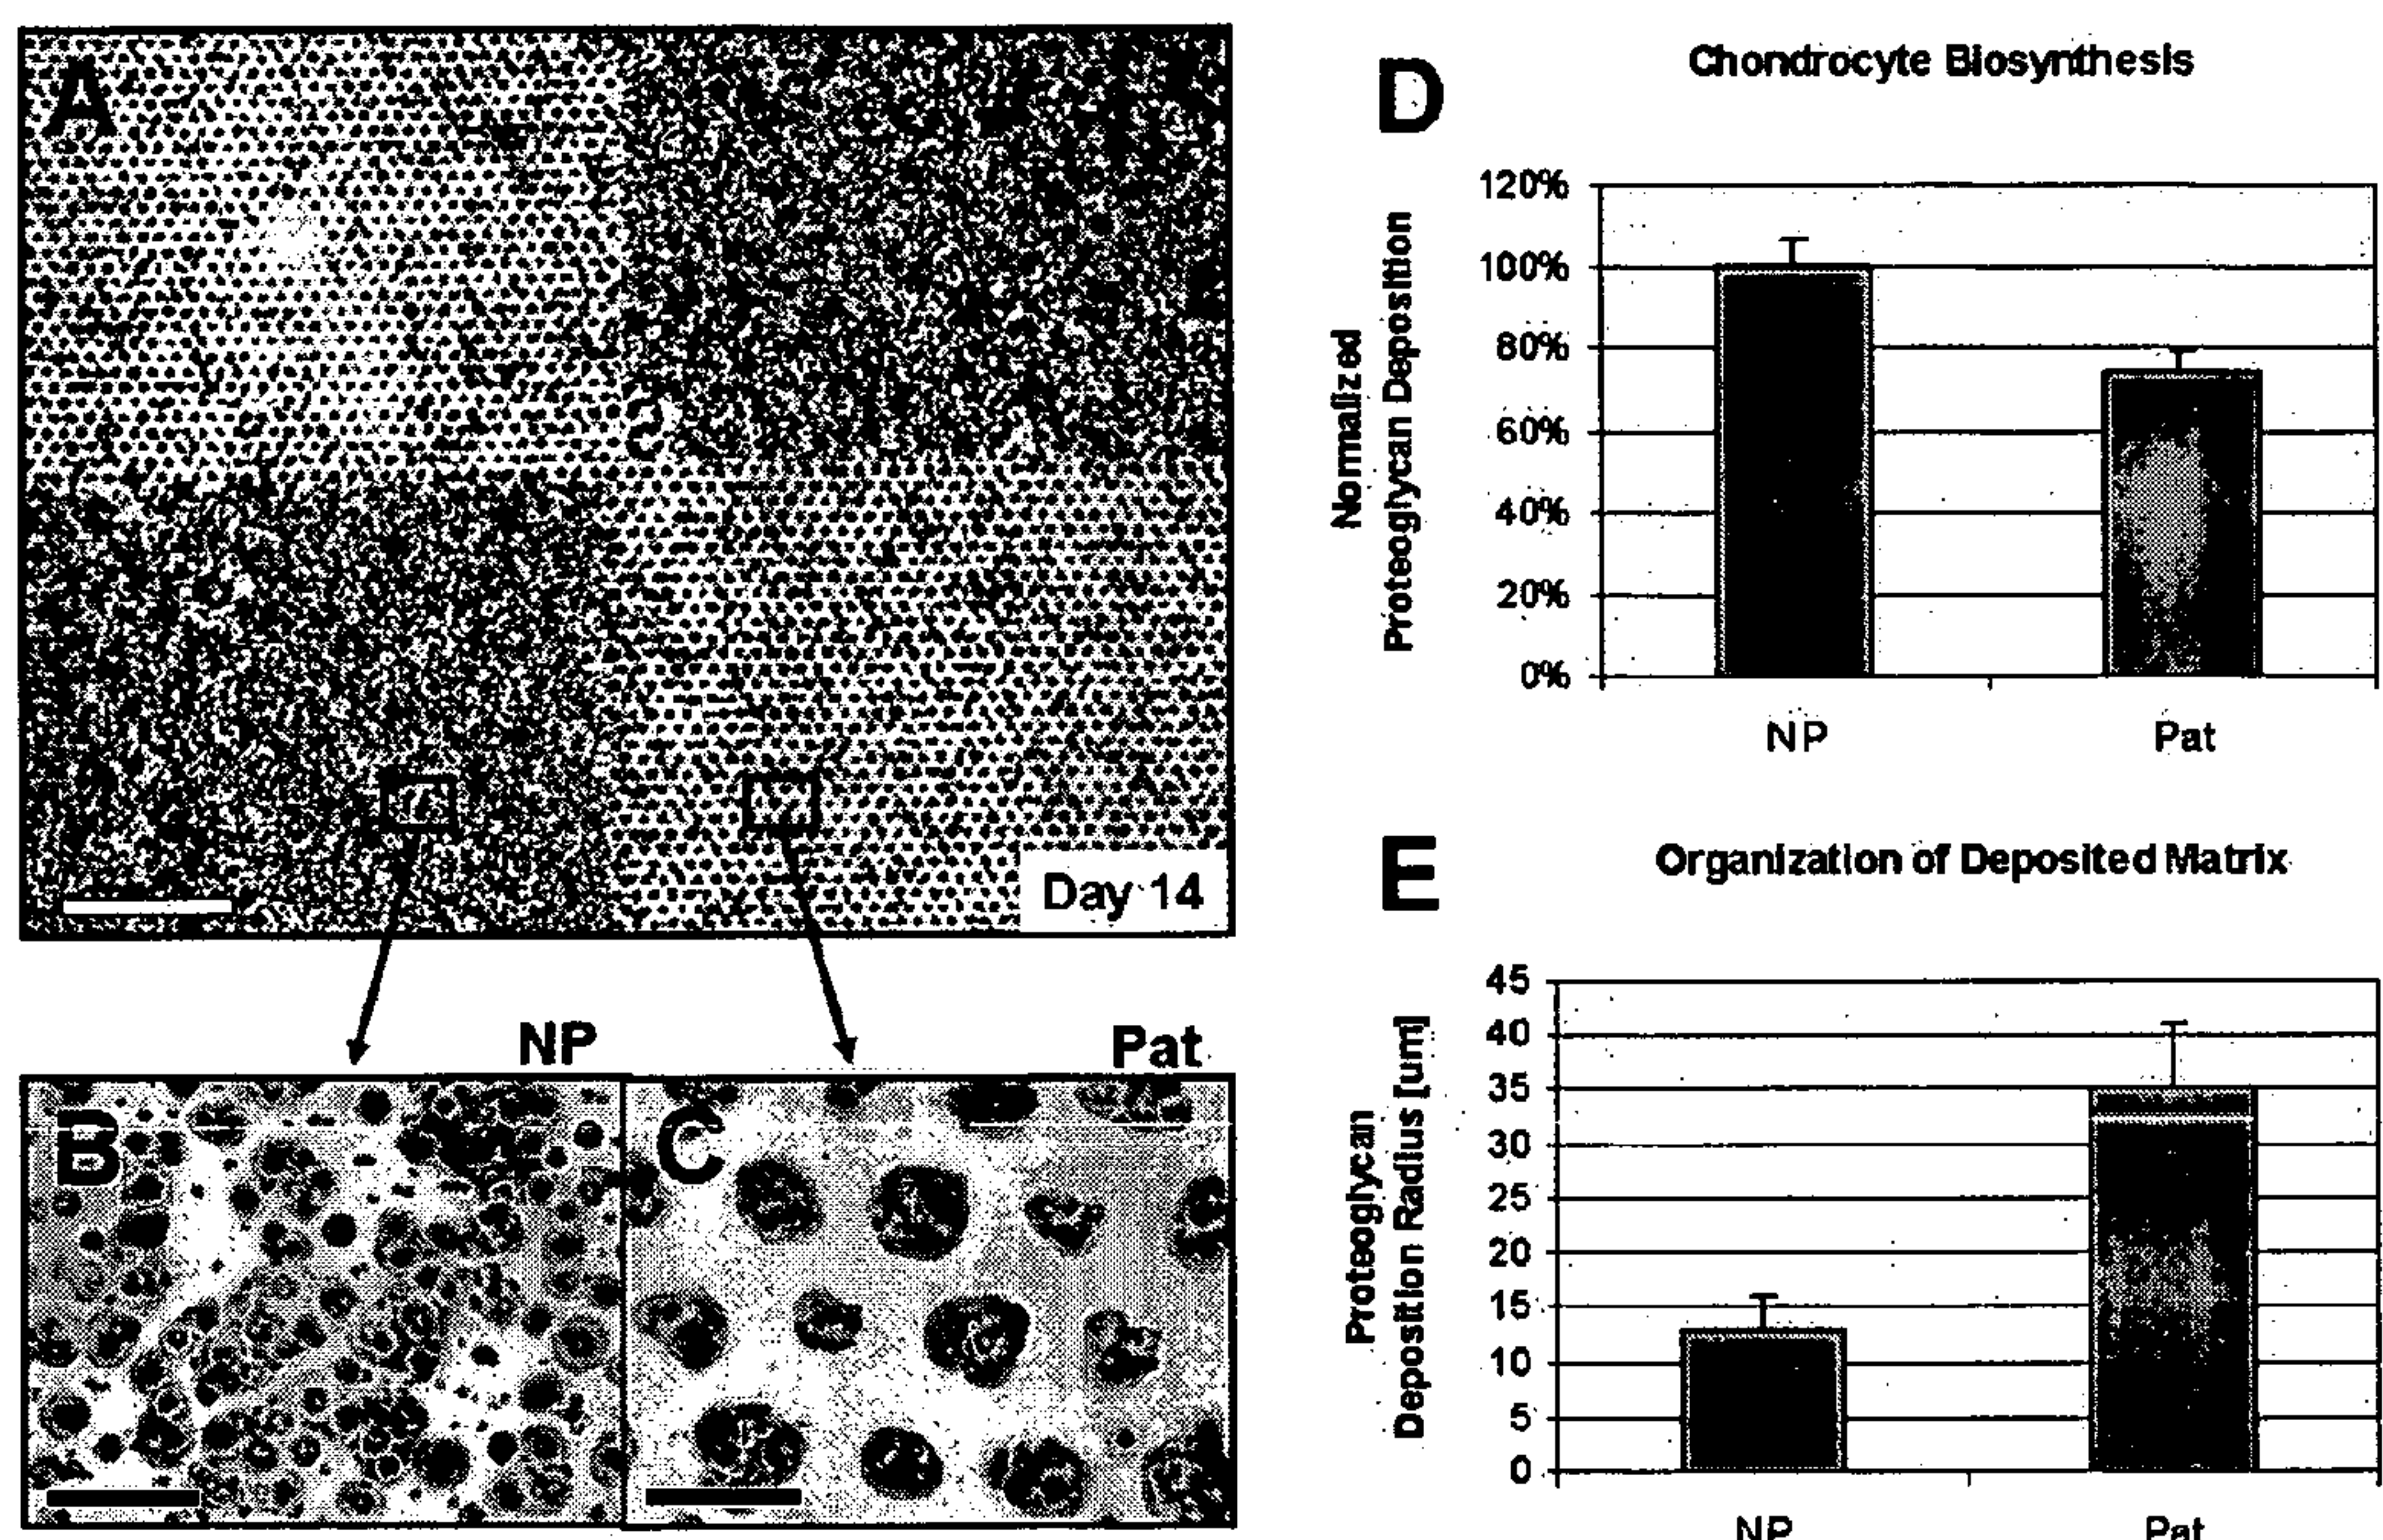 A
Day 14
NP
Pat
B
C
D
Chondrocyte Biosynthesis
Normalized
Proteoglycan Deposition
120%
100%
80%
60%
40%
20%
0%
NP
Pat
E
Organization of Deposited Matrix
Proteoglycan
Deposition Radius [um]
45
40
35
30
25
20
15
10
5
0
NP
Pat